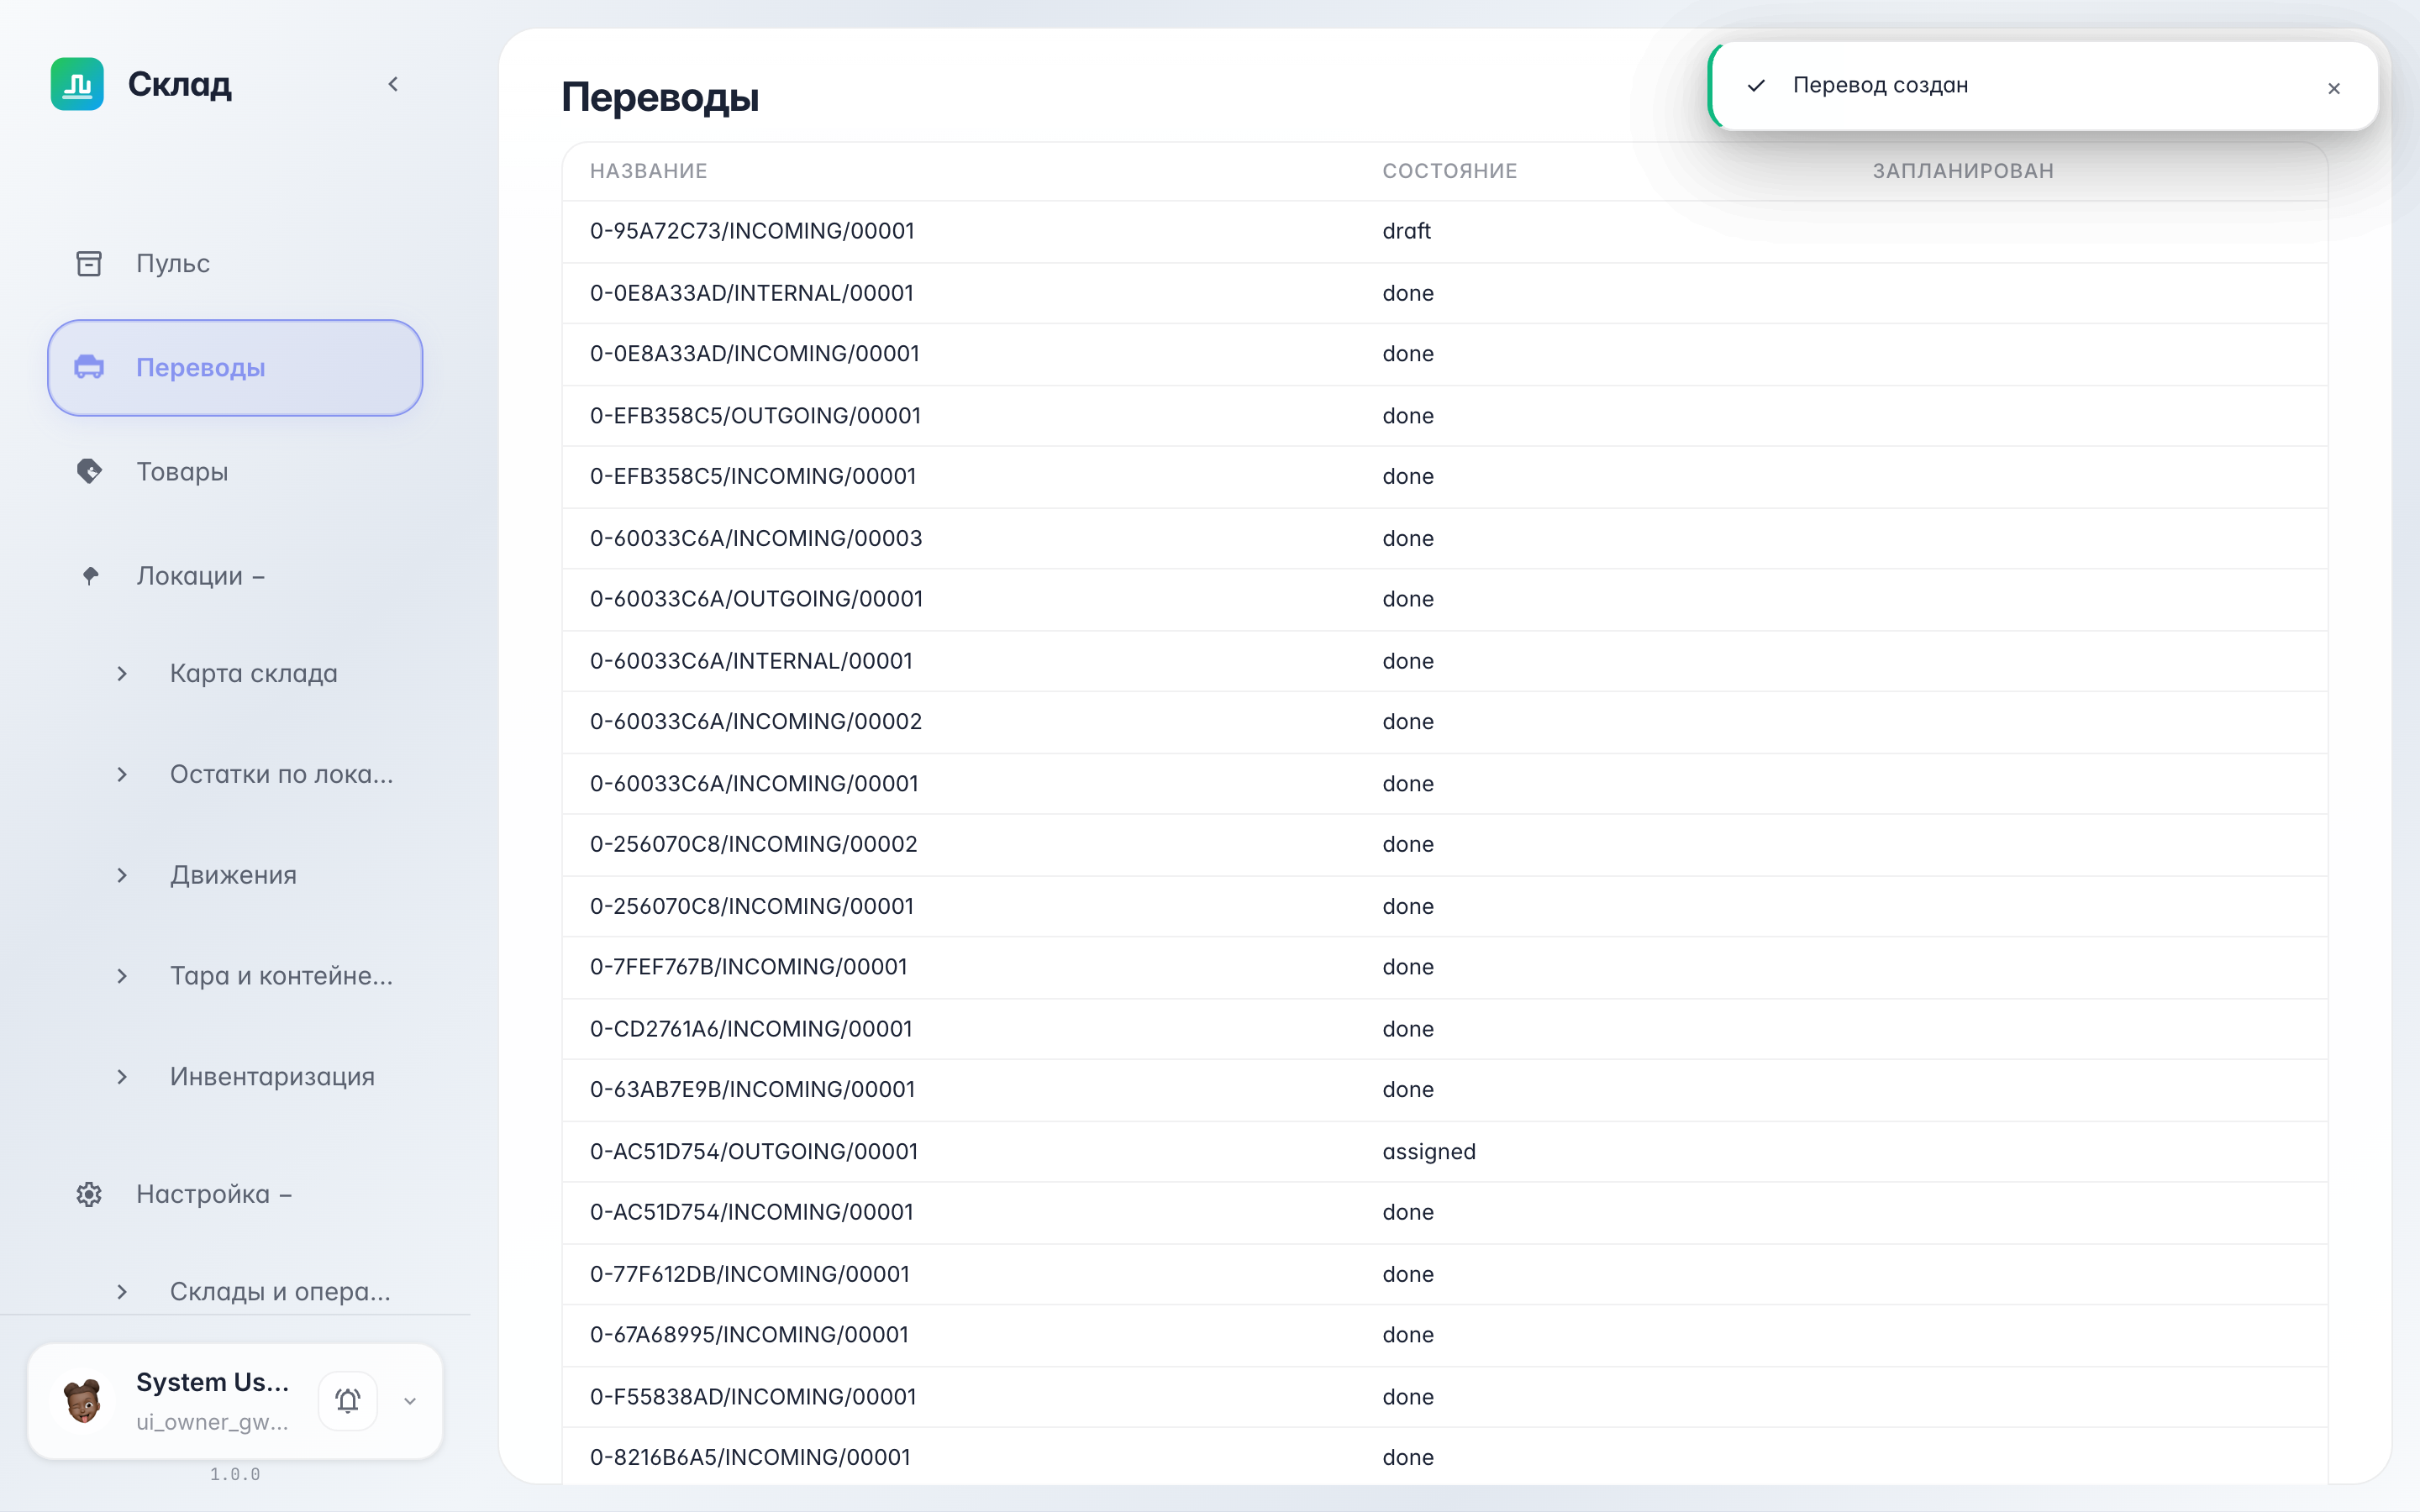 Склад
Пульс
Переводы
Товары
Локации –
Карта склада
Остатки по лока...
Движения
Тара и контейне...
Инвентаризация
Настройка –
Склады и опера...
System Us...
ui_owner_gw...
1.0.0
Переводы
Перевод создан
НАЗВАНИЕ СОСТОЯНИЕ ЗАПЛАНИРОВАН
0-95A72C73/INCOMING/00001 draft
0-0E8A33AD/INTERNAL/00001 done
0-0E8A33AD/INCOMING/00001 done
0-EFB358C5/OUTGOING/00001 done
0-EFB358C5/INCOMING/00001 done
0-60033C6A/INCOMING/00003 done
0-60033C6A/OUTGOING/00001 done
0-60033C6A/INTERNAL/00001 done
0-60033C6A/INCOMING/00002 done
0-60033C6A/INCOMING/00001 done
0-256070C8/INCOMING/00002 done
0-256070C8/INCOMING/00001 done
0-7FEF767B/INCOMING/00001 done
0-CD2761A6/INCOMING/00001 done
0-63AB7E9B/INCOMING/00001 done
0-AC51D754/OUTGOING/00001 assigned
0-AC51D754/INCOMING/00001 done
0-77F612DB/INCOMING/00001 done
0-67A68995/INCOMING/00001 done
0-F55838AD/INCOMING/00001 done
0-8216B6A5/INCOMING/00001 done